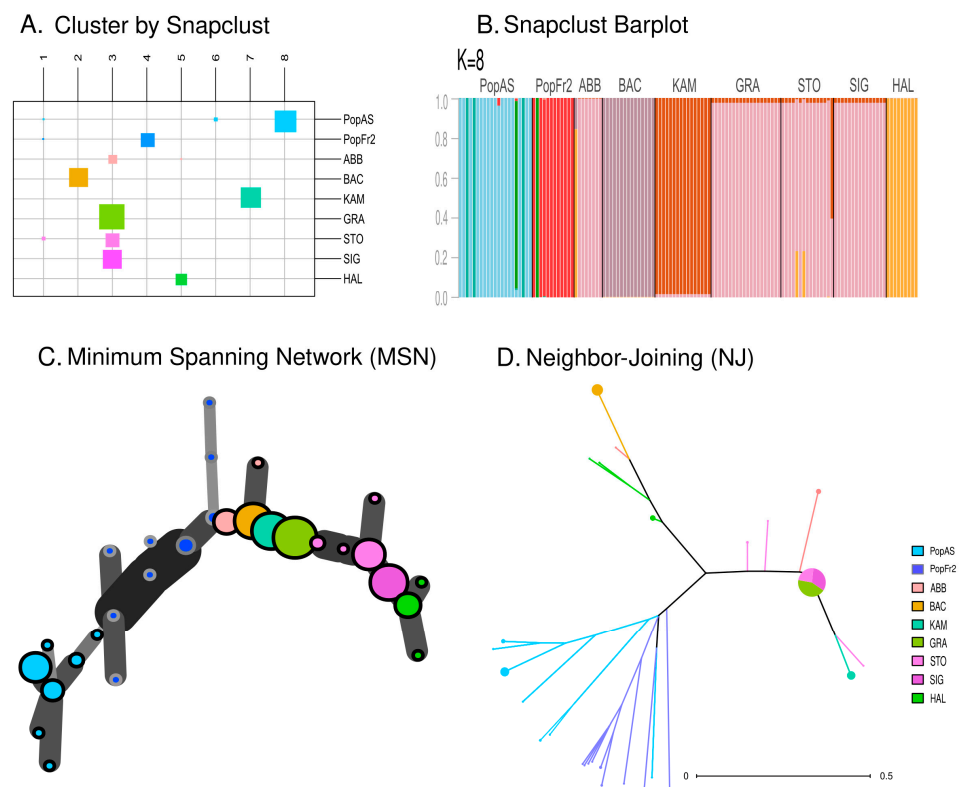 A. Cluster by Snapclust
1 2 3 4 5 6 7 8
PopAS
PopFr2
ABB
BAC
KAM
GRA
STO
SIG
HAL
B. Snapclust Barplot
K=8
PopAS PopFr2 ABB BAC KAM GRA STO SIG HAL
1.0
0.8
0.6
0.4
0.2
0.0
C. Minimum Spanning Network (MSN)
D. Neighbor-Joining (NJ)
PopAS
PopFr2
ABB
BAC
KAM
GRA
STO
SIG
HAL
0 0.5